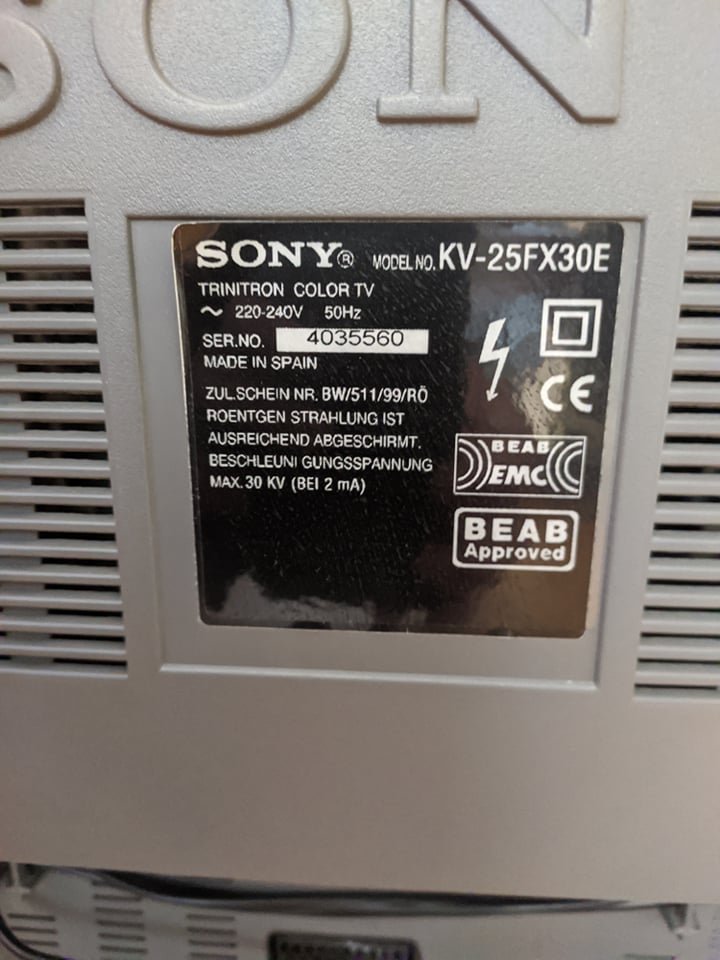 SON
SONY® MODEL NO. KV-25FX30E
TRINITRON COLOR TV
~ 220-240V 50Hz
SER.NO. 4035560
MADE IN SPAIN
ZUL.SCHEIN NR. BW/511/99/RÖ
ROENTGEN STRAHLUNG IST
AUSREICHEND ABGESCHIRMT.
BESCHLEUNI GUNGSSPANNUNG
MAX.30 KV (BEI 2 mA)
CE
BEAB
EMC
BEAB
Approved